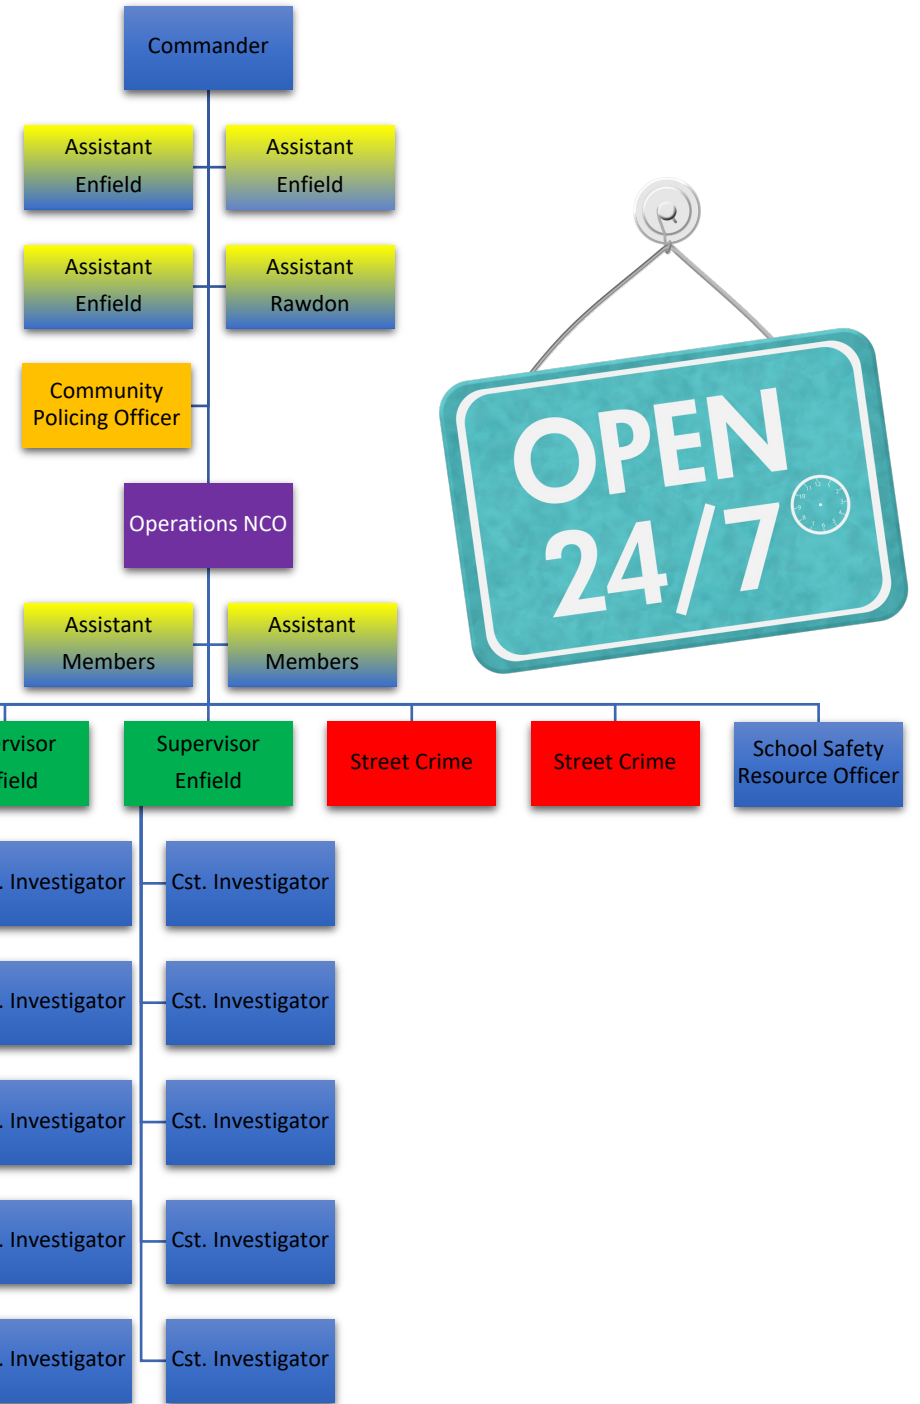 Commander
Assistant
Enfield
Assistant
Enfield
Assistant
Enfield
Assistant
Rawdon
Community
Policing Officer
Operations NCO
Assistant
Members
Assistant
Members
OPEN
24/7
rvisor
field
Supervisor
Enfield
Street Crime
Street Crime
School Safety
Resource Officer
. Investigator
Cst. Investigator
. Investigator
Cst. Investigator
. Investigator
Cst. Investigator
. Investigator
Cst. Investigator
. Investigator
Cst. Investigator